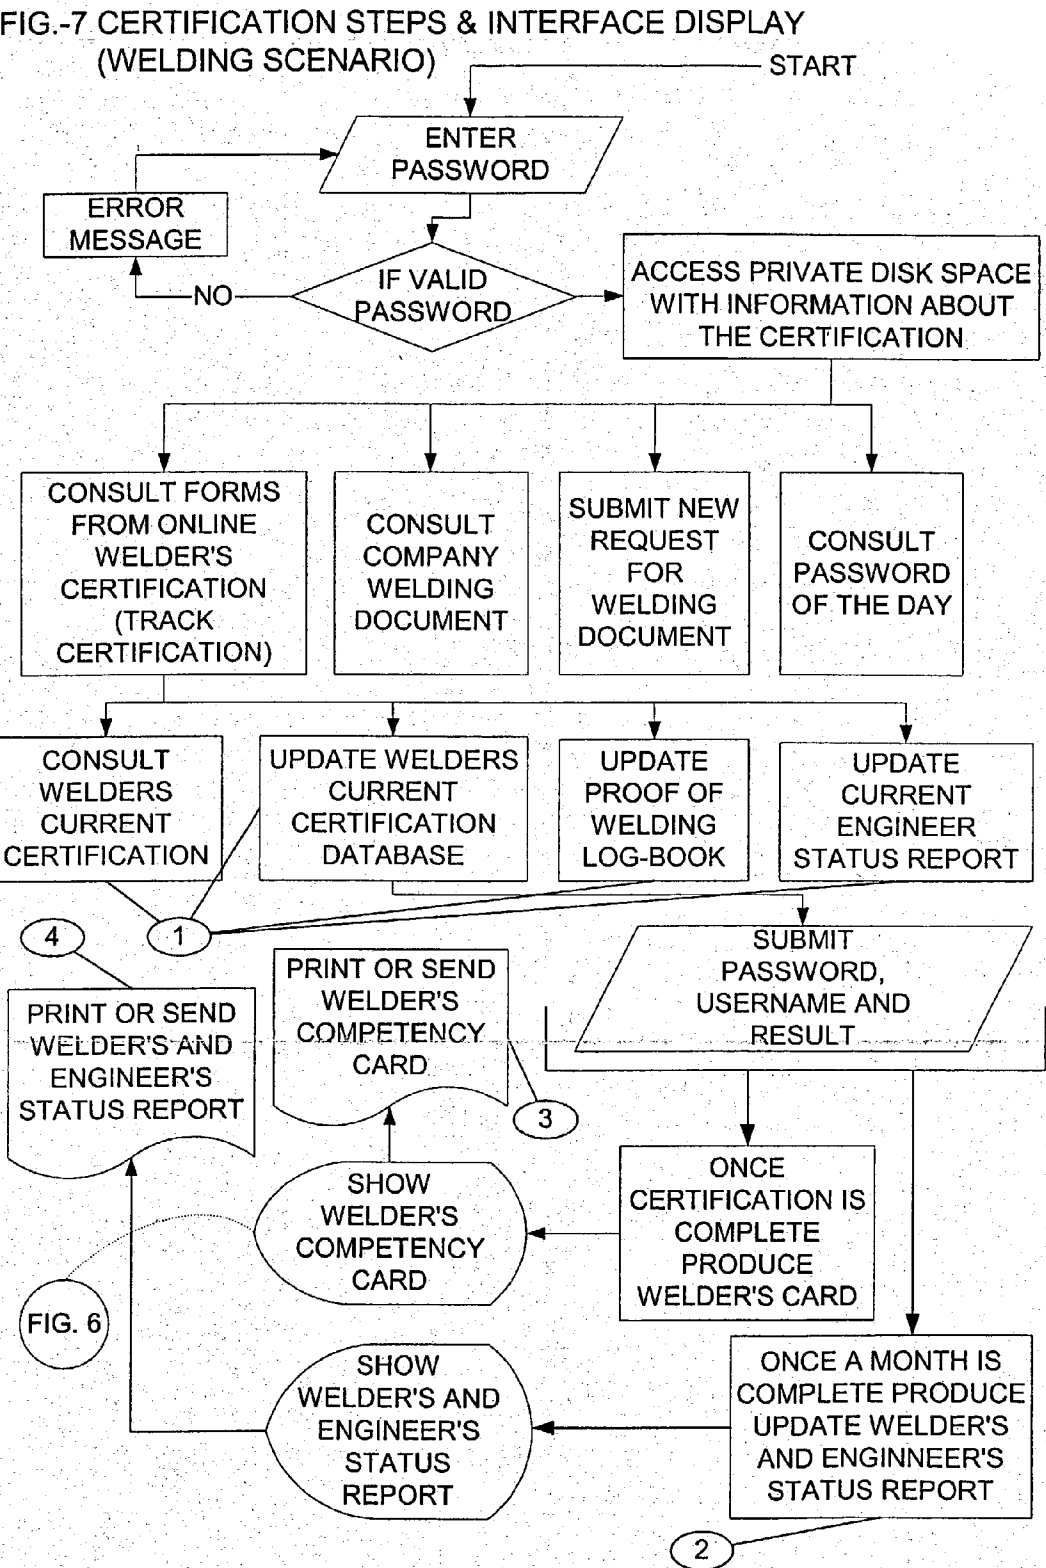 FIG.-7 CERTIFICATION STEPS & INTERFACE DISPLAY
(WELDING SCENARIO)
START
ENTER
PASSWORD
ERROR
MESSAGE
IF VALID
PASSWORD
NO
ACCESS PRIVATE DISK SPACE
WITH INFORMATION ABOUT
THE CERTIFICATION
CONSULT FORMS
FROM ONLINE
WELDER'S
CERTIFICATION
(TRACK
CERTIFICATION)
CONSULT
COMPANY
WELDING
DOCUMENT
SUBMIT NEW
REQUEST
FOR
WELDING
DOCUMENT
CONSULT
PASSWORD
OF THE DAY
CONSULT
WELDERS
CURRENT
CERTIFICATION
UPDATE WELDERS
CURRENT
CERTIFICATION
DATABASE
UPDATE
PROOF OF
WELDING
LOG-BOOK
UPDATE
CURRENT
ENGINEER
STATUS REPORT
4
1
SUBMIT
PASSWORD,
USERNAME AND
RESULT
PRINT OR SEND
WELDER'S
COMPETENCY
CARD
PRINT OR SEND
WELDER'S AND
ENGINEER'S
STATUS REPORT
3
ONCE
CERTIFICATION IS
COMPLETE
PRODUCE
WELDER'S CARD
SHOW
WELDER'S
COMPETENCY
CARD
FIG. 6
SHOW
WELDER'S AND
ENGINEER'S
STATUS
REPORT
ONCE A MONTH IS
COMPLETE PRODUCE
UPDATE WELDER'S
AND ENGINNEER'S
STATUS REPORT
2